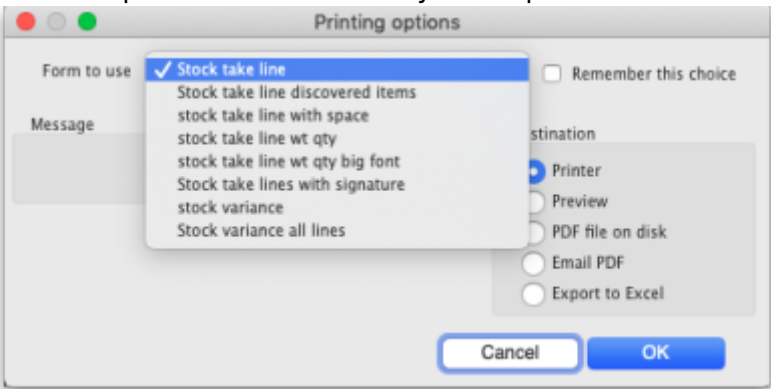 Printing options
Form to use
✓ Stock take line
Stock take line discovered items
stock take line with space
stock take line wt qty
stock take line wt qty big font
Stock take lines with signature
stock variance
Stock variance all lines
Remember this choice
Message
stination
Printer
Preview
PDF file on disk
Email PDF
Export to Excel
Cancel
OK